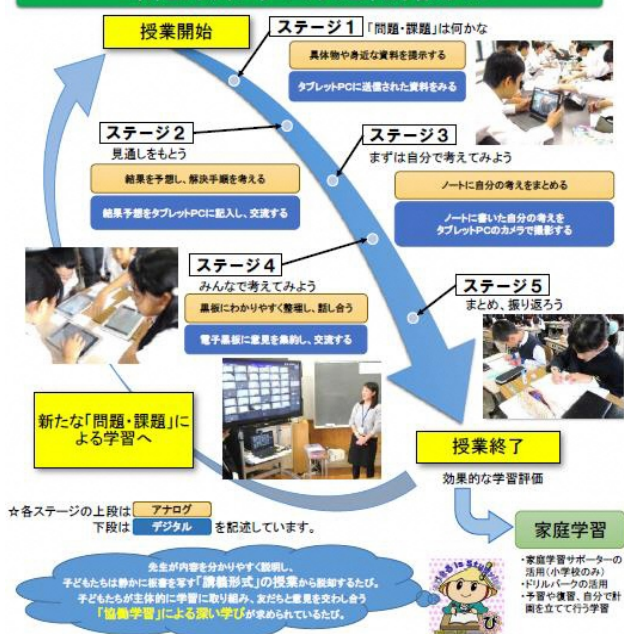 授業開始
ステージ1 「問題・課題」は何かな
具体物や身近な資料を提示する
タブレットPCに送信された資料をみる
ステージ2
見通しをもとう
結果を予想し、解決手順を考える
結果予想をタブレットPCに記入し、交流する
ステージ3
まずは自分で考えてみよう
ノートに自分の考えをまとめる
ノートに書いた自分の考えを
タブレットPCのカメラで撮影する
ステージ4
みんなで考えてみよう
黒板にわかりやすく整理し、話し合う
電子黒板に意見を集約し、交流する
ステージ5
まとめ、振り返ろう
新たな「問題・課題」に
よる学習へ
授業終了
効果的な学習評価
☆各ステージの上段は アナログ
下段は デジタル を記述しています。
家庭学習
・家庭学習サポーターの
活用(小学校のみ)
・ドリルパークの活用
・予習や復習、自分で計
画を立てて行う学習
先生が内容を分かりやすく説明し、
子どもたちは静かに板書を写す「講義形式」の授業から脱却するたび。
子どもたちが主体的に学習に取り組み、友だちと意見を交わし合う
「協働学習」による深い学びが求められているたび。
び